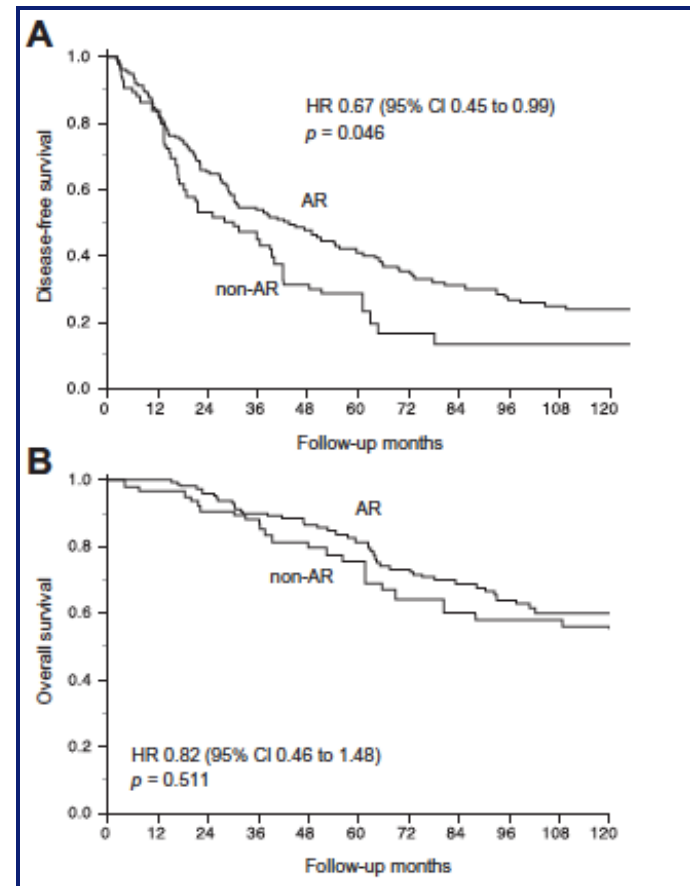 A
1.0
0.8
0.6
0.4
0.2
0.0
Disease-free survival
HR 0.67 (95% CI 0.45 to 0.99)
p = 0.046
AR
non-AR
0 12 24 36 48 60 72 84 96 108 120
Follow-up months
B
1.0
0.8
0.6
0.4
0.2
0.0
Overall survival
AR
non-AR
HR 0.82 (95% CI 0.46 to 1.48)
p = 0.511
0 12 24 36 48 60 72 84 96 108 120
Follow-up months